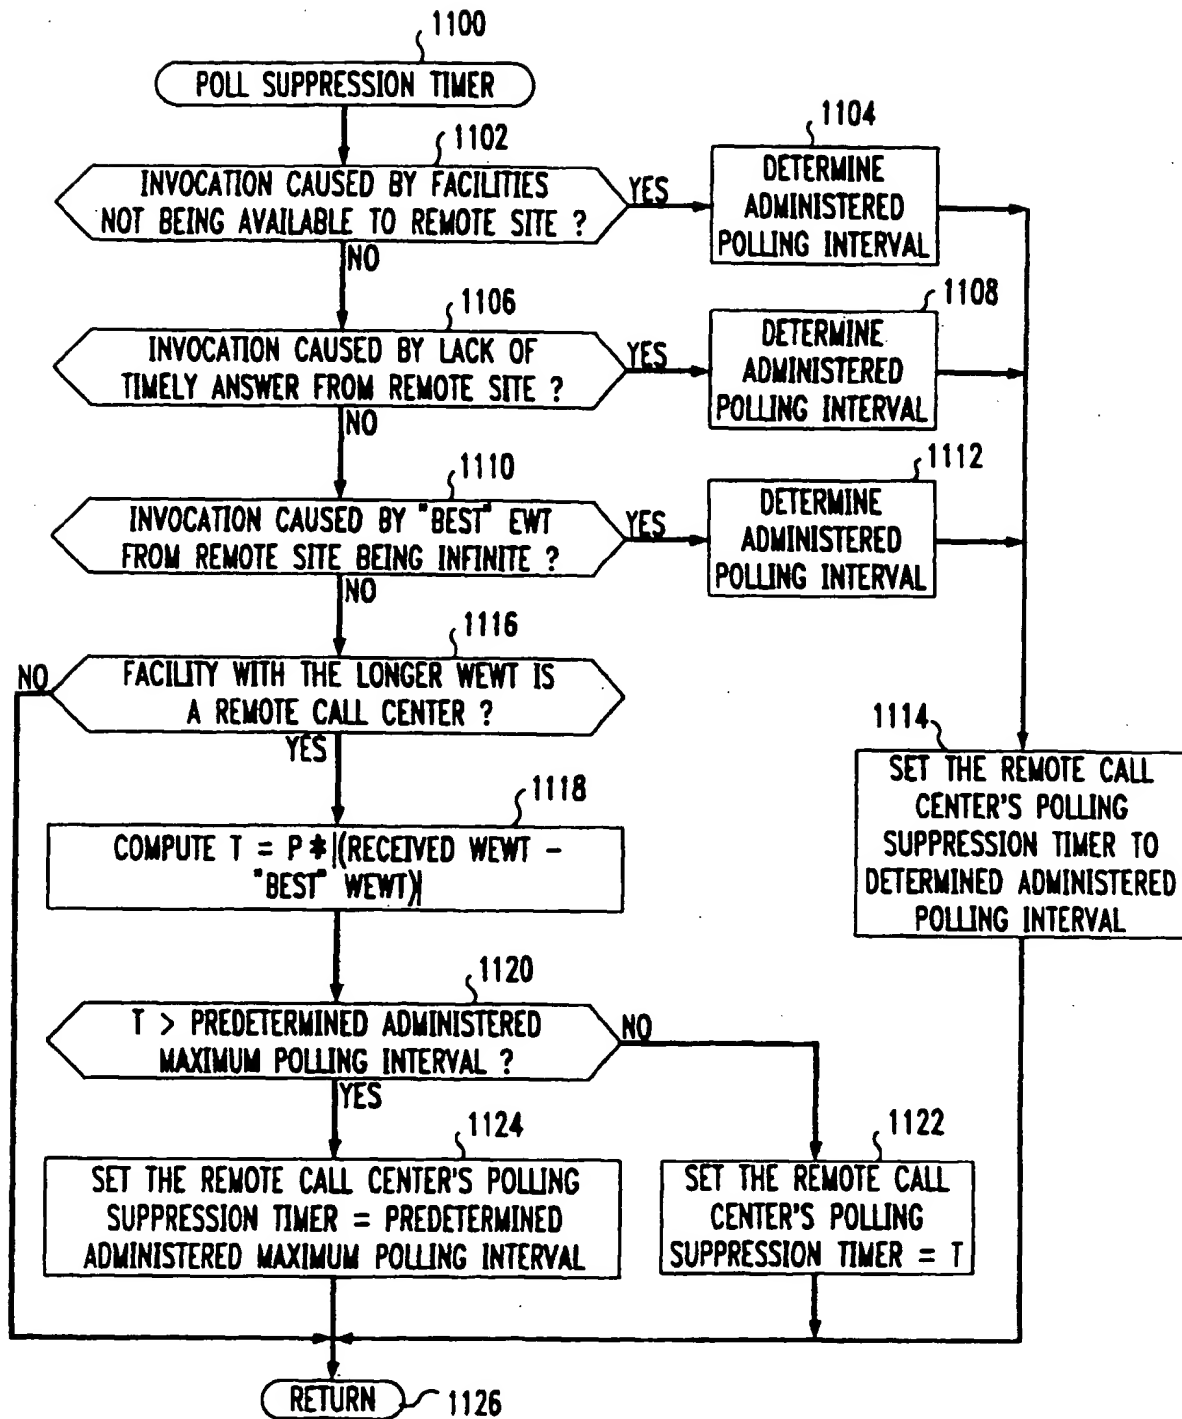 1100
POLL SUPPRESSION TIMER
1102
INVOCATION CAUSED BY FACILITIES
NOT BEING AVAILABLE TO REMOTE SITE ?
YES
NO
1104
DETERMINE
ADMINISTERED
POLLING INTERVAL
1106
INVOCATION CAUSED BY LACK OF
TIMELY ANSWER FROM REMOTE SITE ?
YES
NO
1108
DETERMINE
ADMINISTERED
POLLING INTERVAL
1110
INVOCATION CAUSED BY "BEST" EWT
FROM REMOTE SITE BEING INFINITE ?
YES
NO
1112
DETERMINE
ADMINISTERED
POLLING INTERVAL
1116
FACILITY WITH THE LONGER WEWT IS
A REMOTE CALL CENTER ?
NO
YES
1114
SET THE REMOTE CALL
CENTER'S POLLING
SUPPRESSION TIMER TO
DETERMINED ADMINISTERED
POLLING INTERVAL
1118
COMPUTE T = P * |(RECEIVED WEWT -
"BEST" WEWT)|
1120
T > PREDETERMINED ADMINISTERED
MAXIMUM POLLING INTERVAL ?
NO
YES
1124
SET THE REMOTE CALL CENTER'S POLLING
SUPPRESSION TIMER = PREDETERMINED
ADMINISTERED MAXIMUM POLLING INTERVAL
1122
SET THE REMOTE CALL
CENTER'S POLLING
SUPPRESSION TIMER = T
RETURN
1126